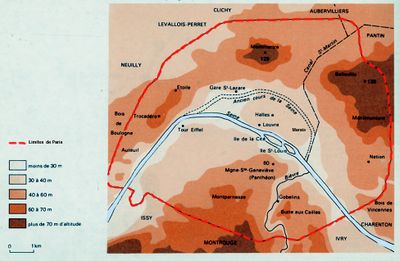 CLICHY
LEVALLOIS-PERRET
AUBERVILLIERS
PANTIN
NEUILLY
Montmartre
129
Canal St-Martin
Belleville
128
Ménilmontant
Etoile
Gare St-Lazare
Ancien cours de la Seine
Trocadéro
Bois
de
Boulogne
Seine
Halles
Louvre
Marais
Tour Eiffel
Ile de la Cité
Ile St-Louis
Auteuil
60
Mgne-Ste-Geneviève
(Panthéon)
Bièvre
Nation
Montparnasse
Gobelins
Butte aux Cailles
Bois de
Vincennes
ISSY
MONTROUGE
IVRY
CHARENTON
Limites de Paris
moins de 30 m
30 à 40 m
40 à 60 m
60 à 70 m
plus de 70 m d'altitude
0 1 km